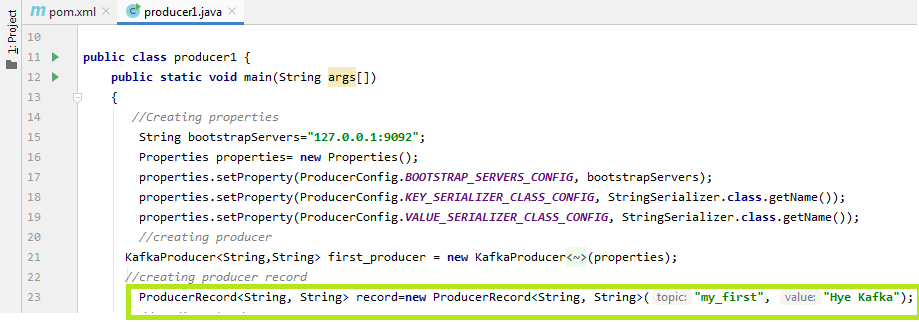 pom.xml
producer1.java
1: Project
10
11 public class producer1 {
12 public static void main(String args[])
13 {
14 //Creating properties
15 String bootstrapServers="127.0.0.1:9092";
16 Properties properties= new Properties();
17 properties.setProperty(ProducerConfig.BOOTSTRAP_SERVERS_CONFIG, bootstrapServers);
18 properties.setProperty(ProducerConfig.KEY_SERIALIZER_CLASS_CONFIG, StringSerializer.class.getName());
19 properties.setProperty(ProducerConfig.VALUE_SERIALIZER_CLASS_CONFIG, StringSerializer.class.getName());
20 //creating producer
21 KafkaProducer<String,String> first_producer = new KafkaProducer<~>(properties);
22 //creating producer record
23 ProducerRecord<String, String> record=new ProducerRecord<String, String>( topic: "my_first", value: "Hye Kafka");